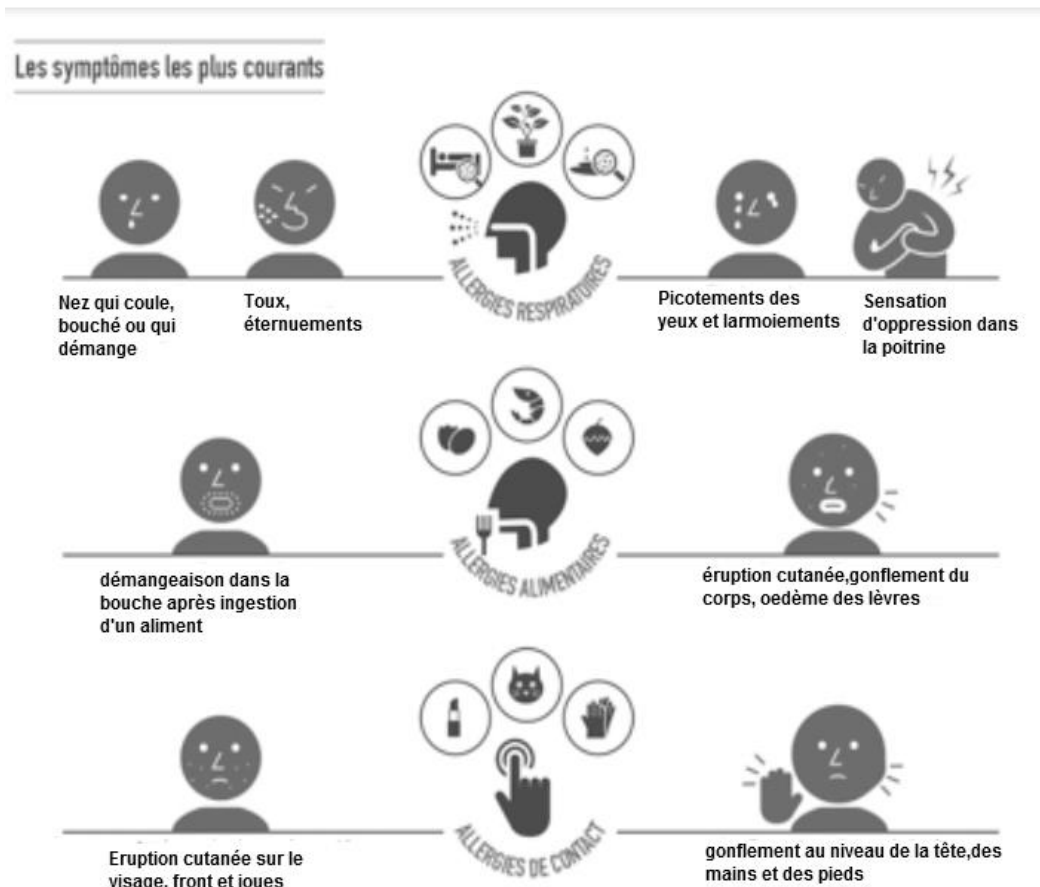 Les symptômes les plus courants
ALLERGIES RESPIRATOIRES
Nez qui coule,
bouché ou qui
démange
Toux,
éternuements
Picotements des
yeux et larmoiements
Sensation
d'oppression dans
la poitrine
ALLERGIES ALIMENTAIRES
démangeaison dans la
bouche après ingestion
d'un aliment
éruption cutanée,gonflement du
corps, oedème des lèvres
ALLERGIES DE CONTACT
Eruption cutanée sur le
visage, front et joues
gonflement au niveau de la tête,des
mains et des pieds